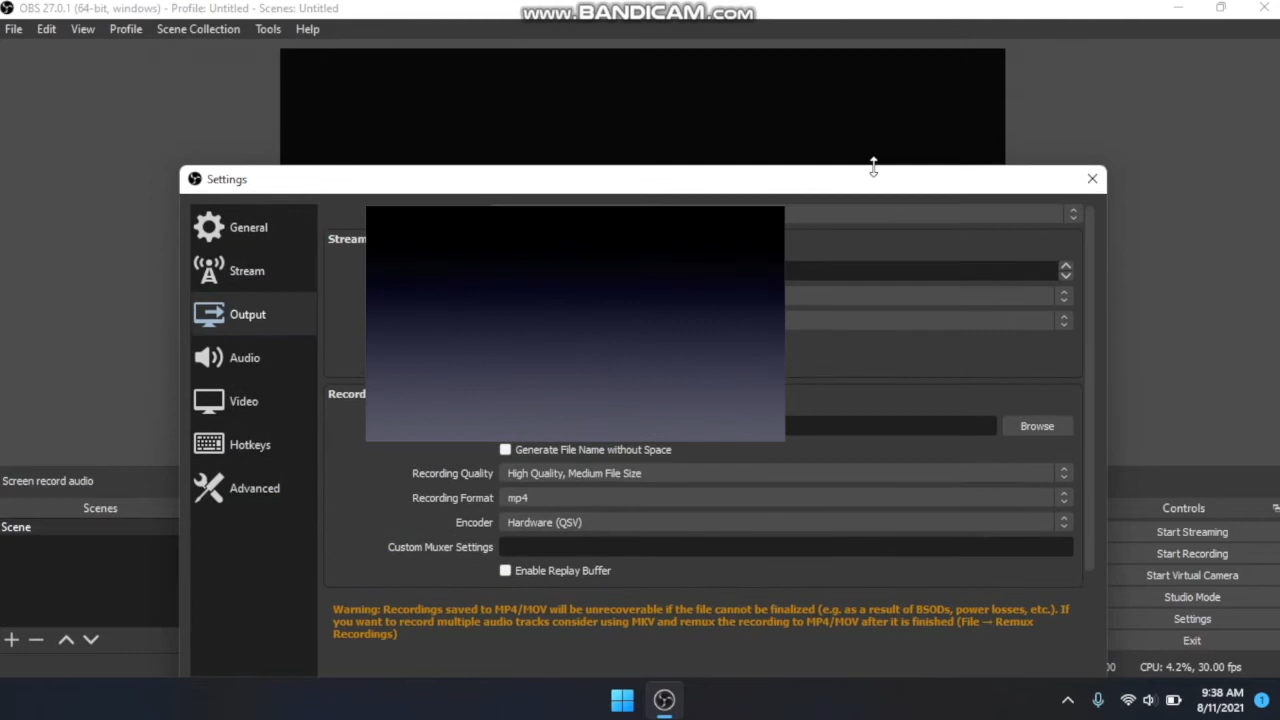 OBS 27.0.1 (64-bit, windows) - Profile: Untitled - Scenes: Untitled
www.BANDICAM.com
File Edit View Profile Scene Collection Tools Help
Settings
General
Stream
Output
Audio
Video
Hotkeys
Advanced
Stream
Record
Browse
Generate File Name without Space
Recording Quality High Quality, Medium File Size
Recording Format mp4
Encoder Hardware (QSV)
Custom Muxer Settings
Enable Replay Buffer
Warning: Recordings saved to MP4/MOV will be unrecoverable if the file cannot be finalized (e.g. as a result of BSODs, power losses, etc.). If
you want to record multiple audio tracks consider using MKV and remux the recording to MP4/MOV after it is finished (File → Remux
Recordings)
Screen record audio
Scenes
Scene
Controls
Start Streaming
Start Recording
Start Virtual Camera
Studio Mode
Settings
Exit
00 CPU: 4.2%, 30.00 fps
9:38 AM
8/11/2021
1